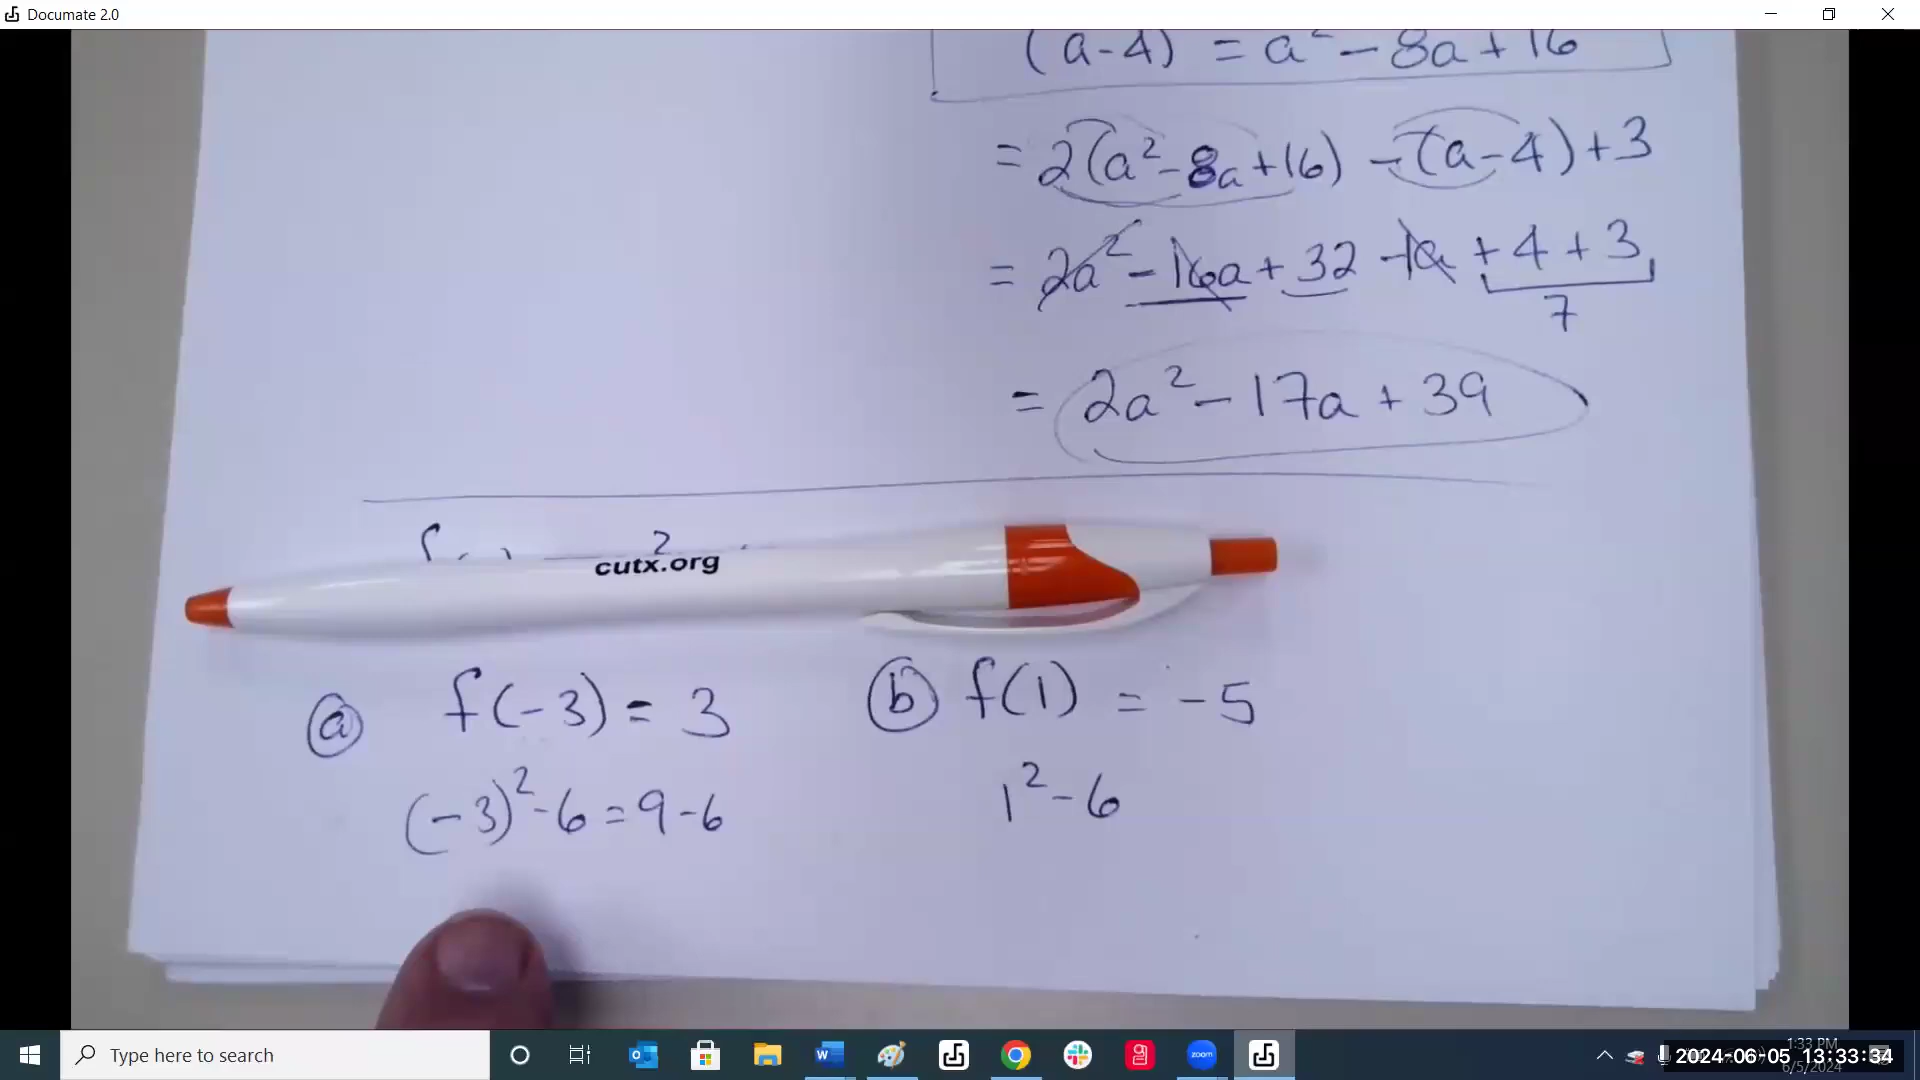 Documate 2.0
(a-4) = a² - 8a + 16
= 2(a² - 8a + 16) - (a - 4) + 3
= 2a² - 16a + 32 - 1a + 4 + 3
7
= 2a² - 17a + 39
cutx.org
(a) f(-3) = 3
(b) f(1) = -5
(-3)² - 6 = 9 - 6
1² - 6
Type here to search
zoom
2024-06-05 13:33:34